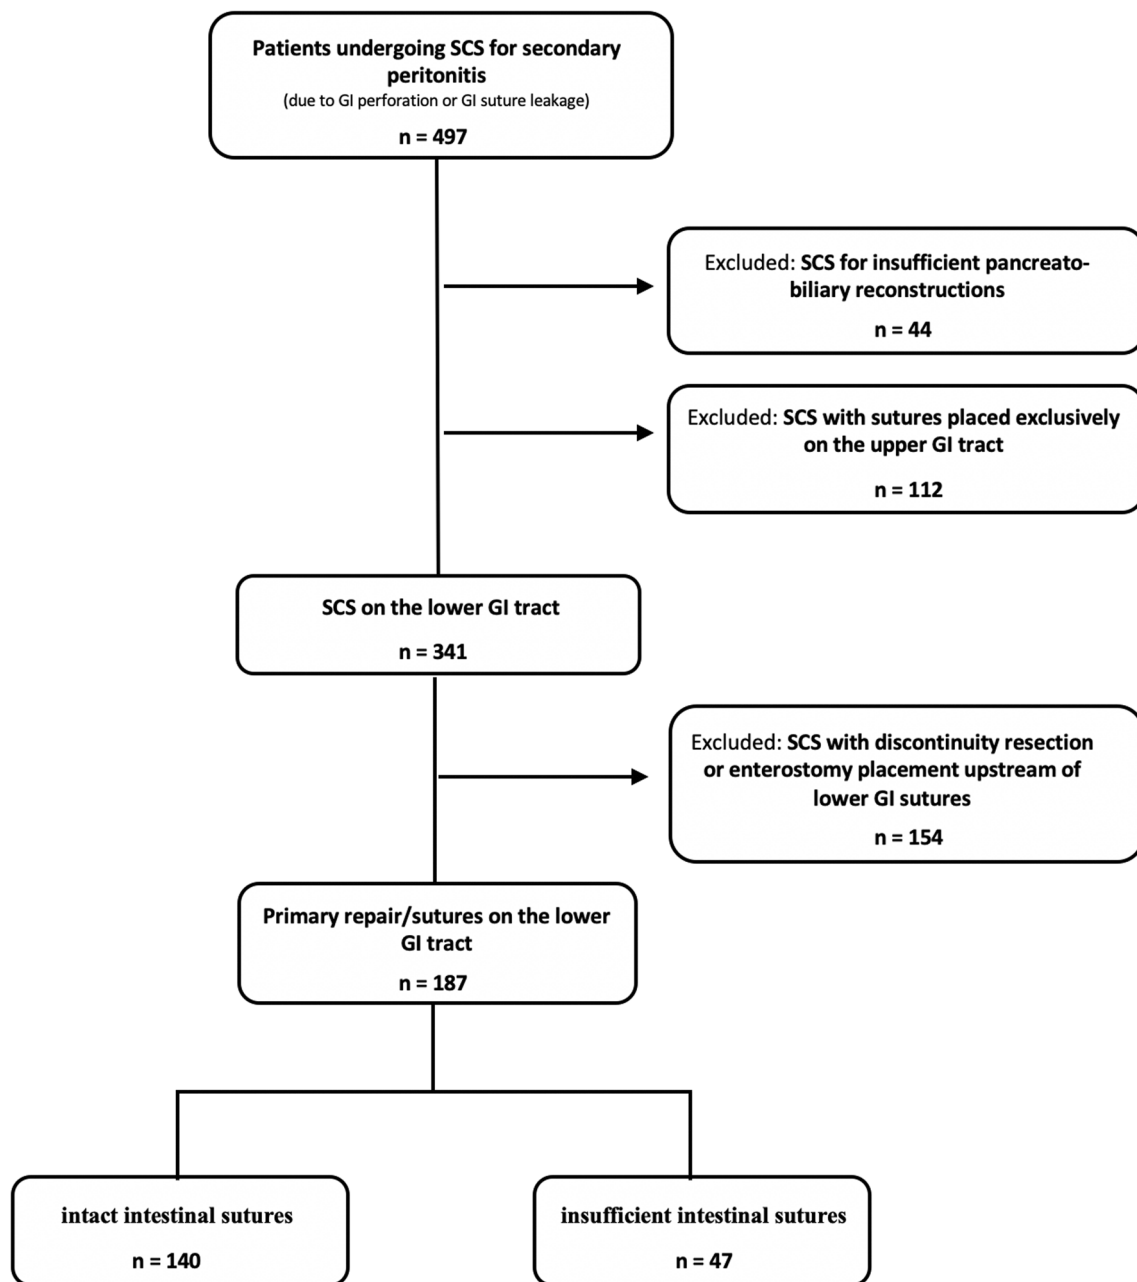 Patients undergoing SCS for secondary
peritonitis
(due to GI perforation or GI suture leakage)
n = 497
Excluded: SCS for insufficient pancreato-
biliary reconstructions
n = 44
Excluded: SCS with sutures placed exclusively
on the upper GI tract
n = 112
SCS on the lower GI tract
n = 341
Excluded: SCS with discontinuity resection
or enterostomy placement upstream of
lower GI sutures
n = 154
Primary repair/sutures on the lower
GI tract
n = 187
intact intestinal sutures
n = 140
insufficient intestinal sutures
n = 47